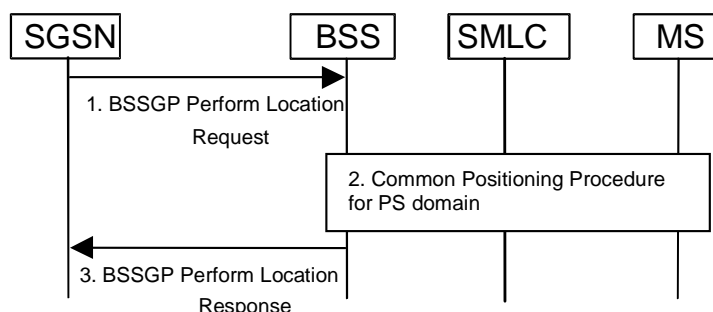 SGSN BSS SMLC MS
1. BSSGP Perform Location
Request
2. Common Positioning Procedure
for PS domain
3. BSSGP Perform Location
Response